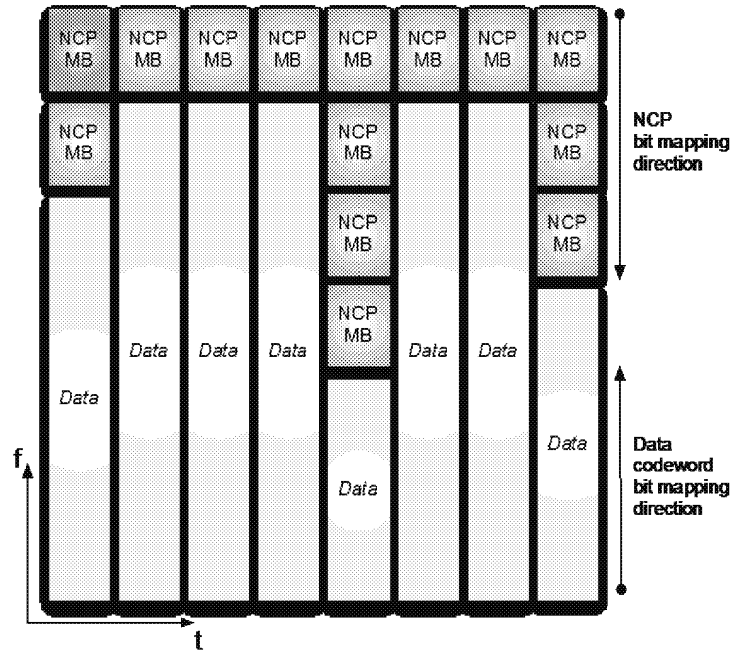 NCP NCP NCP NCP NCP NCP NCP NCP
MB MB MB MB MB MB MB MB
NCP NCP NCP
MB MB MB
NCP NCP
MB MB
NCP
MB
Data Data Data Data Data
Data
Data
Data
NCP
bit mapping
direction
Data
codeword
bit mapping
direction
f
t